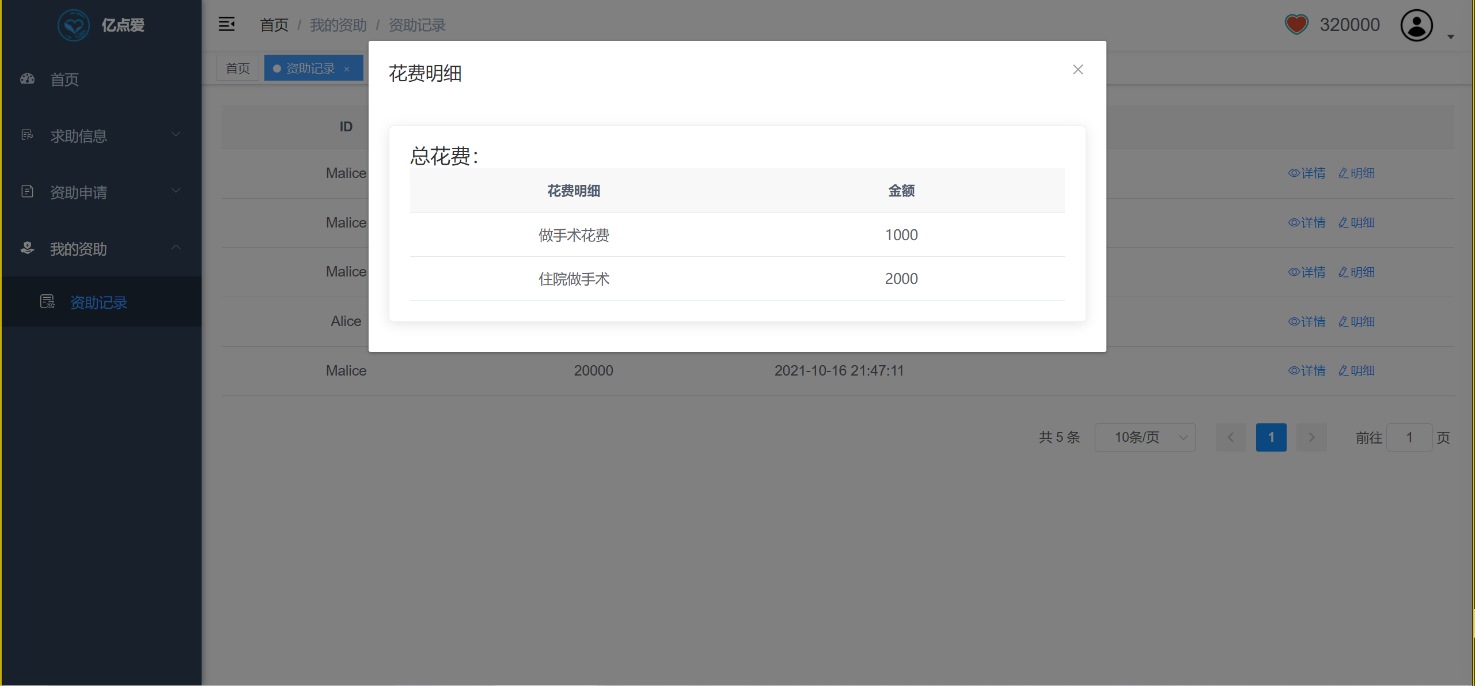 亿点爱
首页 / 我的资助 / 资助记录
320000
首页
资助记录 ×
首页
求助信息
资助申请
我的资助
资助记录
花费明细
总花费：
花费明细 金额
做手术花费 1000
住院做手术 2000
ID
Malice 详情 明细
Malice 详情 明细
Malice 详情 明细
Alice 详情 明细
Malice 20000 2021-10-16 21:47:11 详情 明细
共 5 条 10条/页 1 前往 1 页